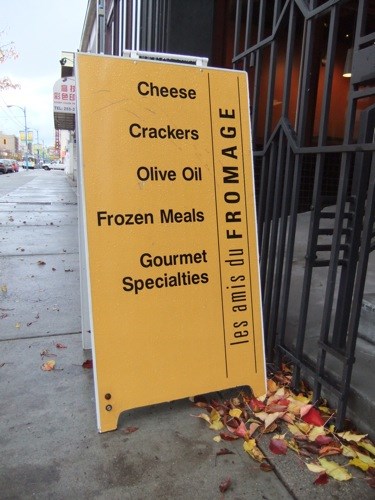 Cheese
Crackers
Olive Oil
Frozen Meals
Gourmet
Specialties
les amis du FROMAGE